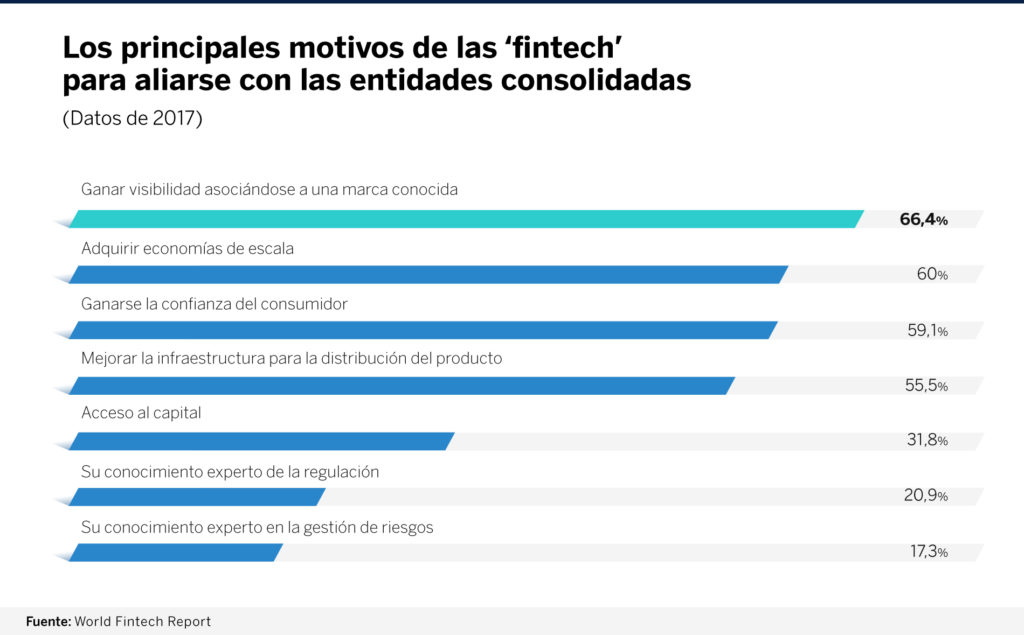 Los principales motivos de las ‘fintech’
para aliarse con las entidades consolidadas
(Datos de 2017)
Ganar visibilidad asociándose a una marca conocida
66,4%
Adquirir economías de escala
60%
Ganarse la confianza del consumidor
59,1%
Mejorar la infraestructura para la distribución del producto
55,5%
Acceso al capital
31,8%
Su conocimiento experto de la regulación
20,9%
Su conocimiento experto en la gestión de riesgos
17,3%
Fuente: World Fintech Report